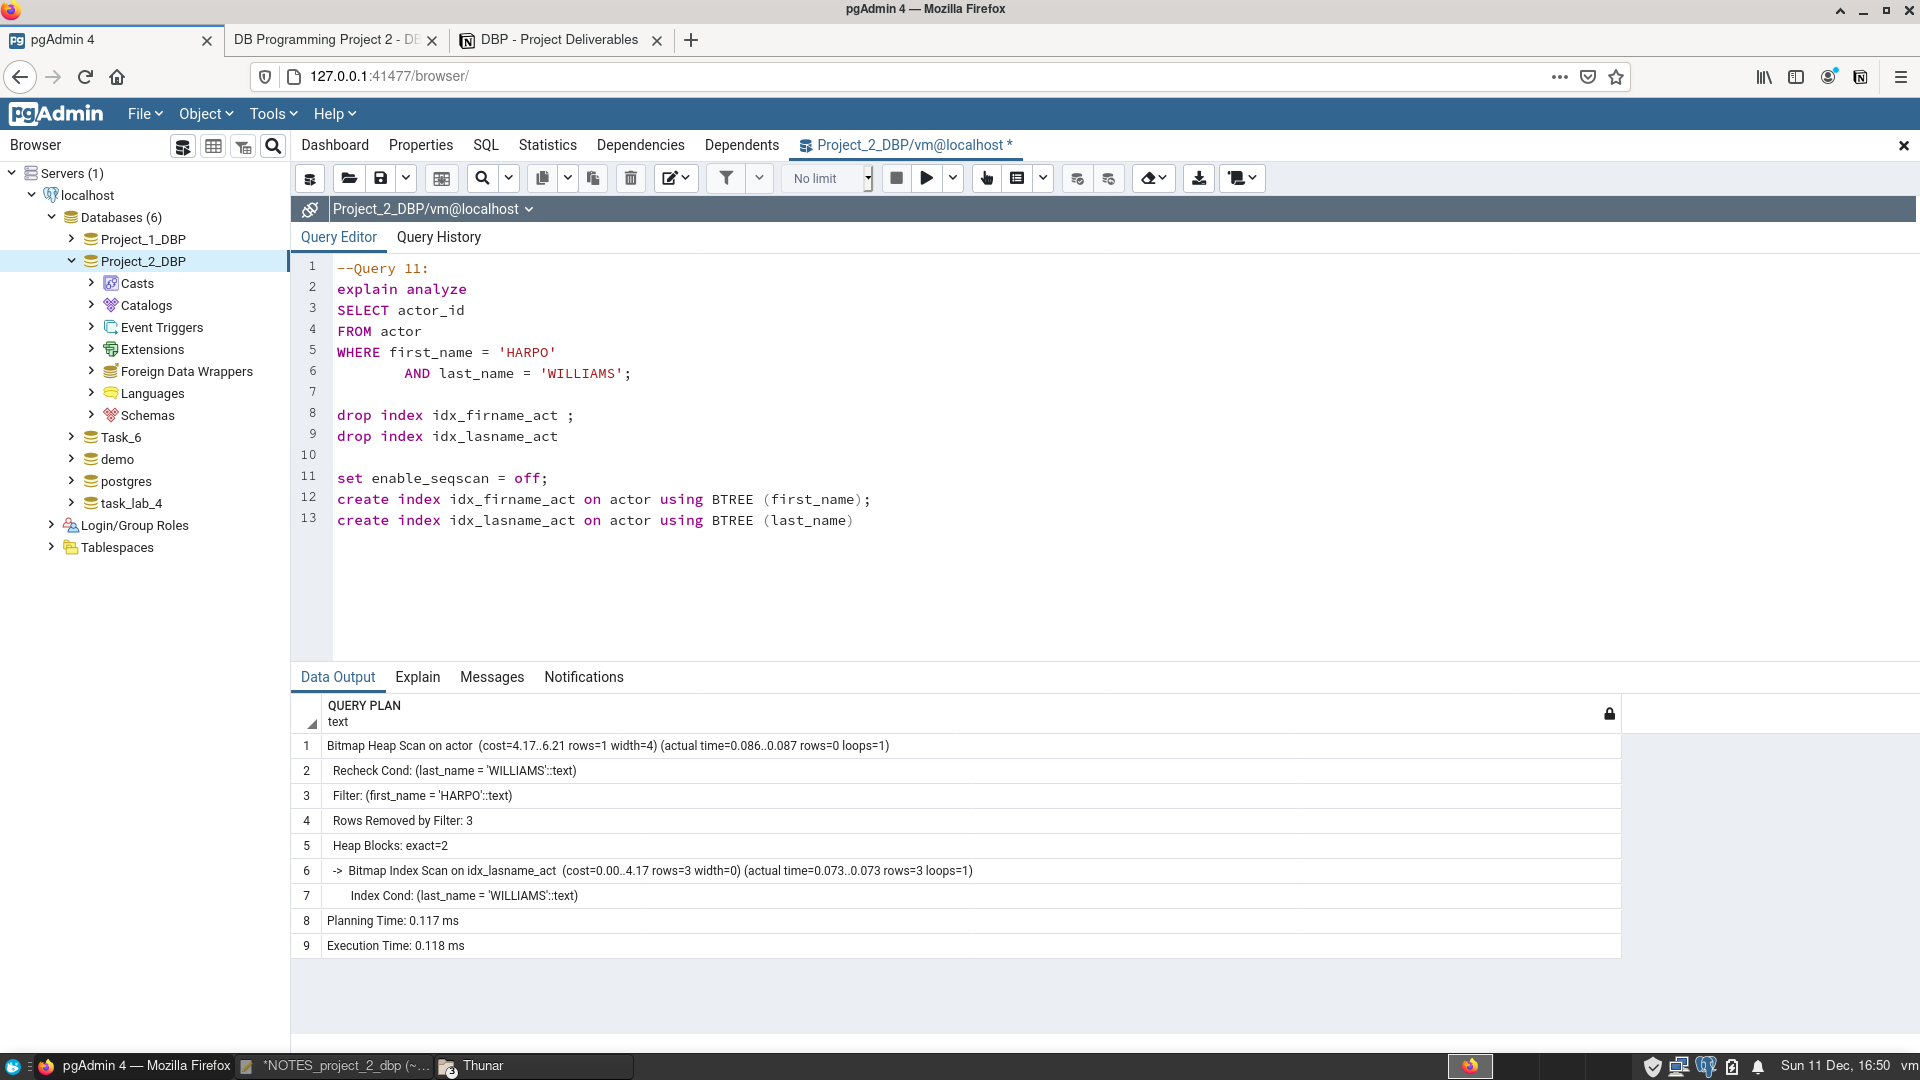 pgAdmin 4 — Mozilla Firefox
pgAdmin 4
DB Programming Project 2 - DB
DBP - Project Deliverables
127.0.0.1:41477/browser/
pgAdmin
File
Object
Tools
Help
Browser
Dashboard
Properties
SQL
Statistics
Dependencies
Dependents
Project_2_DBP/vm@localhost *
Servers (1)
localhost
Databases (6)
Project_1_DBP
Project_2_DBP
Casts
Catalogs
Event Triggers
Extensions
Foreign Data Wrappers
Languages
Schemas
Task_6
demo
postgres
task_lab_4
Login/Group Roles
Tablespaces
No limit
Project_2_DBP/vm@localhost
Query Editor
Query History
1 --Query 11:
2 explain analyze
3 SELECT actor_id
4 FROM actor
5 WHERE first_name = 'HARPO'
6 AND last_name = 'WILLIAMS';
7
8 drop index idx_firname_act ;
9 drop index idx_lasname_act
10
11 set enable_seqscan = off;
12 create index idx_firname_act on actor using BTREE (first_name);
13 create index idx_lasname_act on actor using BTREE (last_name)
Data Output
Explain
Messages
Notifications
QUERY PLAN
text
1 Bitmap Heap Scan on actor (cost=4.17..6.21 rows=1 width=4) (actual time=0.086..0.087 rows=0 loops=1)
2 Recheck Cond: (last_name = 'WILLIAMS'::text)
3 Filter: (first_name = 'HARPO'::text)
4 Rows Removed by Filter: 3
5 Heap Blocks: exact=2
6 -> Bitmap Index Scan on idx_lasname_act (cost=0.00..4.17 rows=3 width=0) (actual time=0.073..0.073 rows=3 loops=1)
7 Index Cond: (last_name = 'WILLIAMS'::text)
8 Planning Time: 0.117 ms
9 Execution Time: 0.118 ms
pgAdmin 4 — Mozilla Firefox
*NOTES_project_2_dbp (~...
3
Thunar
Sun 11 Dec, 16:50
vm